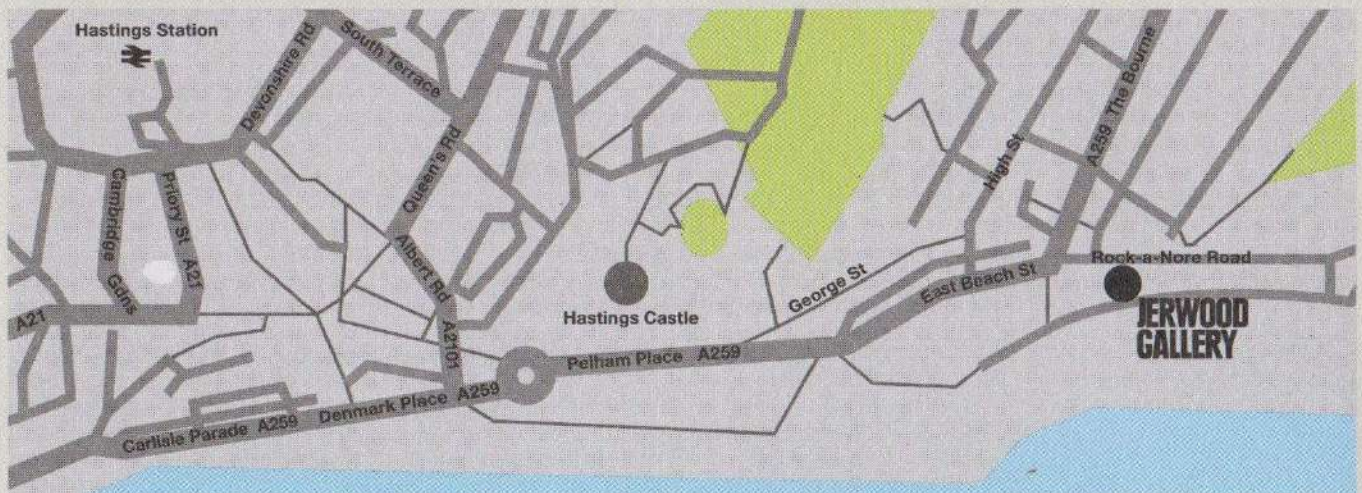 Hastings Station
Devonshire Rd
South Terrace
Queen's Rd
Cambridge Gdns
Priory St A21
A21
Albert Rd
A2101
Hastings Castle
George St
High St
A259 The Bourne
East Beach St
Rock-a-Nore Road
JERWOOD
GALLERY
Pelham Place A259
Carlisle Parade A259 Denmark Place A259